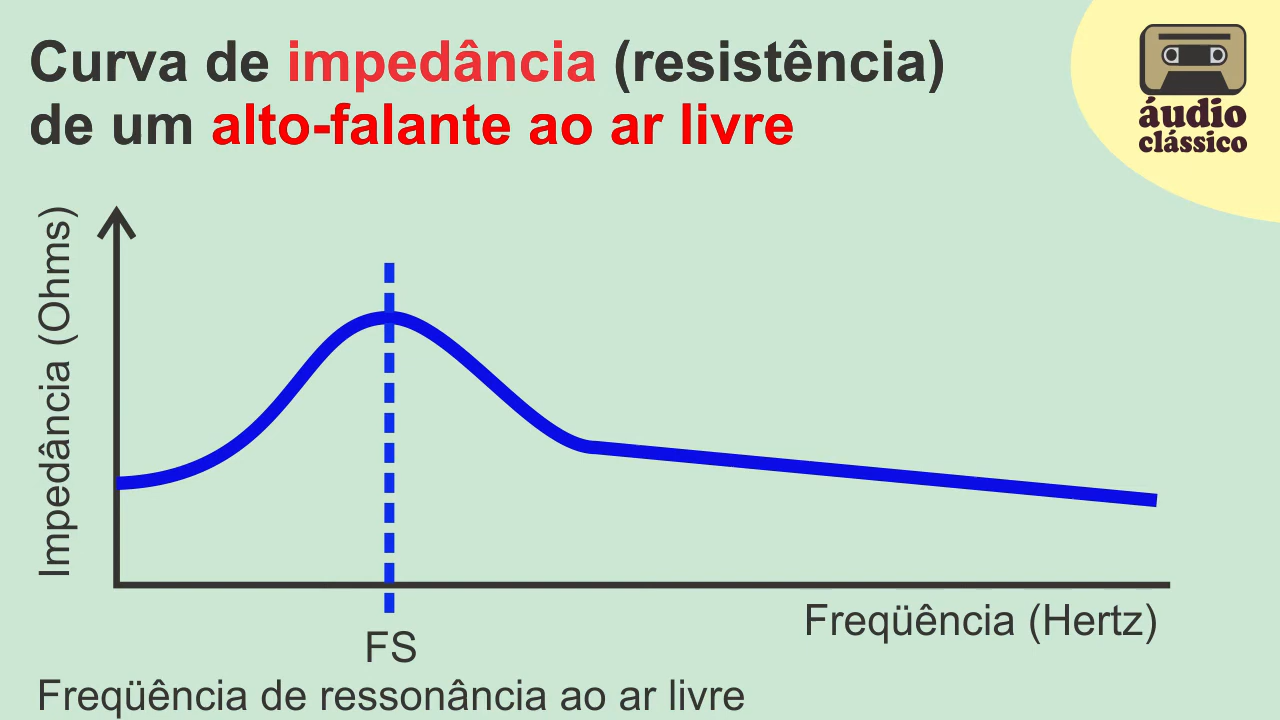 Curva de impedância (resistência)
de um alto-falante ao ar livre
áudio
clássico
Impedância (Ohms)
Freqüência (Hertz)
FS
Freqüência de ressonância ao ar livre